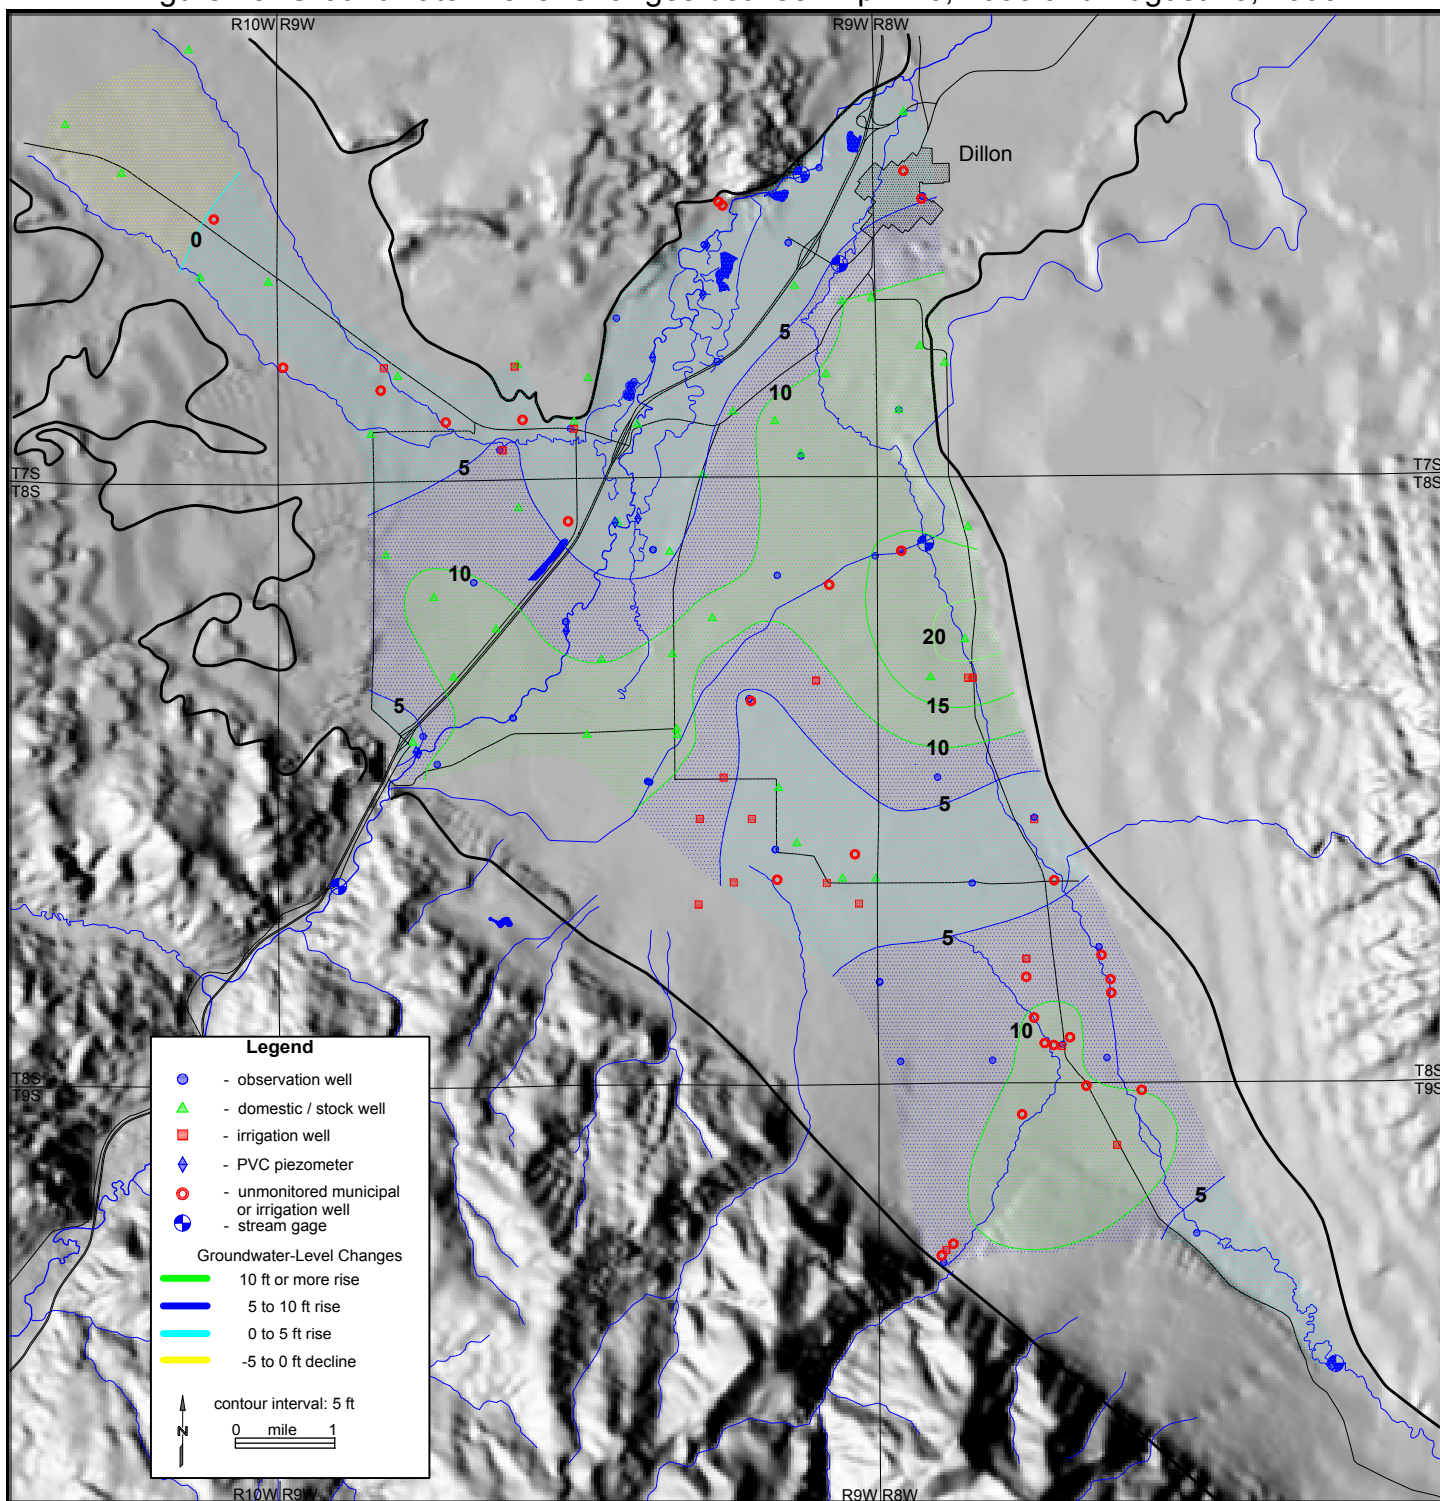 R10W R9W
R9W R8W
Dillon
0
5
10
5
T7S
T8S
T7S
T8S
10
20
5
15
10
5
5
10
T8S
T9S
T8S
T9S
5
Legend
- observation well
- domestic / stock well
- irrigation well
- PVC piezometer
- unmonitored municipal
or irrigation well
- stream gage
Groundwater-Level Changes
10 ft or more rise
5 to 10 ft rise
0 to 5 ft rise
-5 to 0 ft decline
contour interval: 5 ft
N
0 mile 1
R10W R9W
R9W R8W